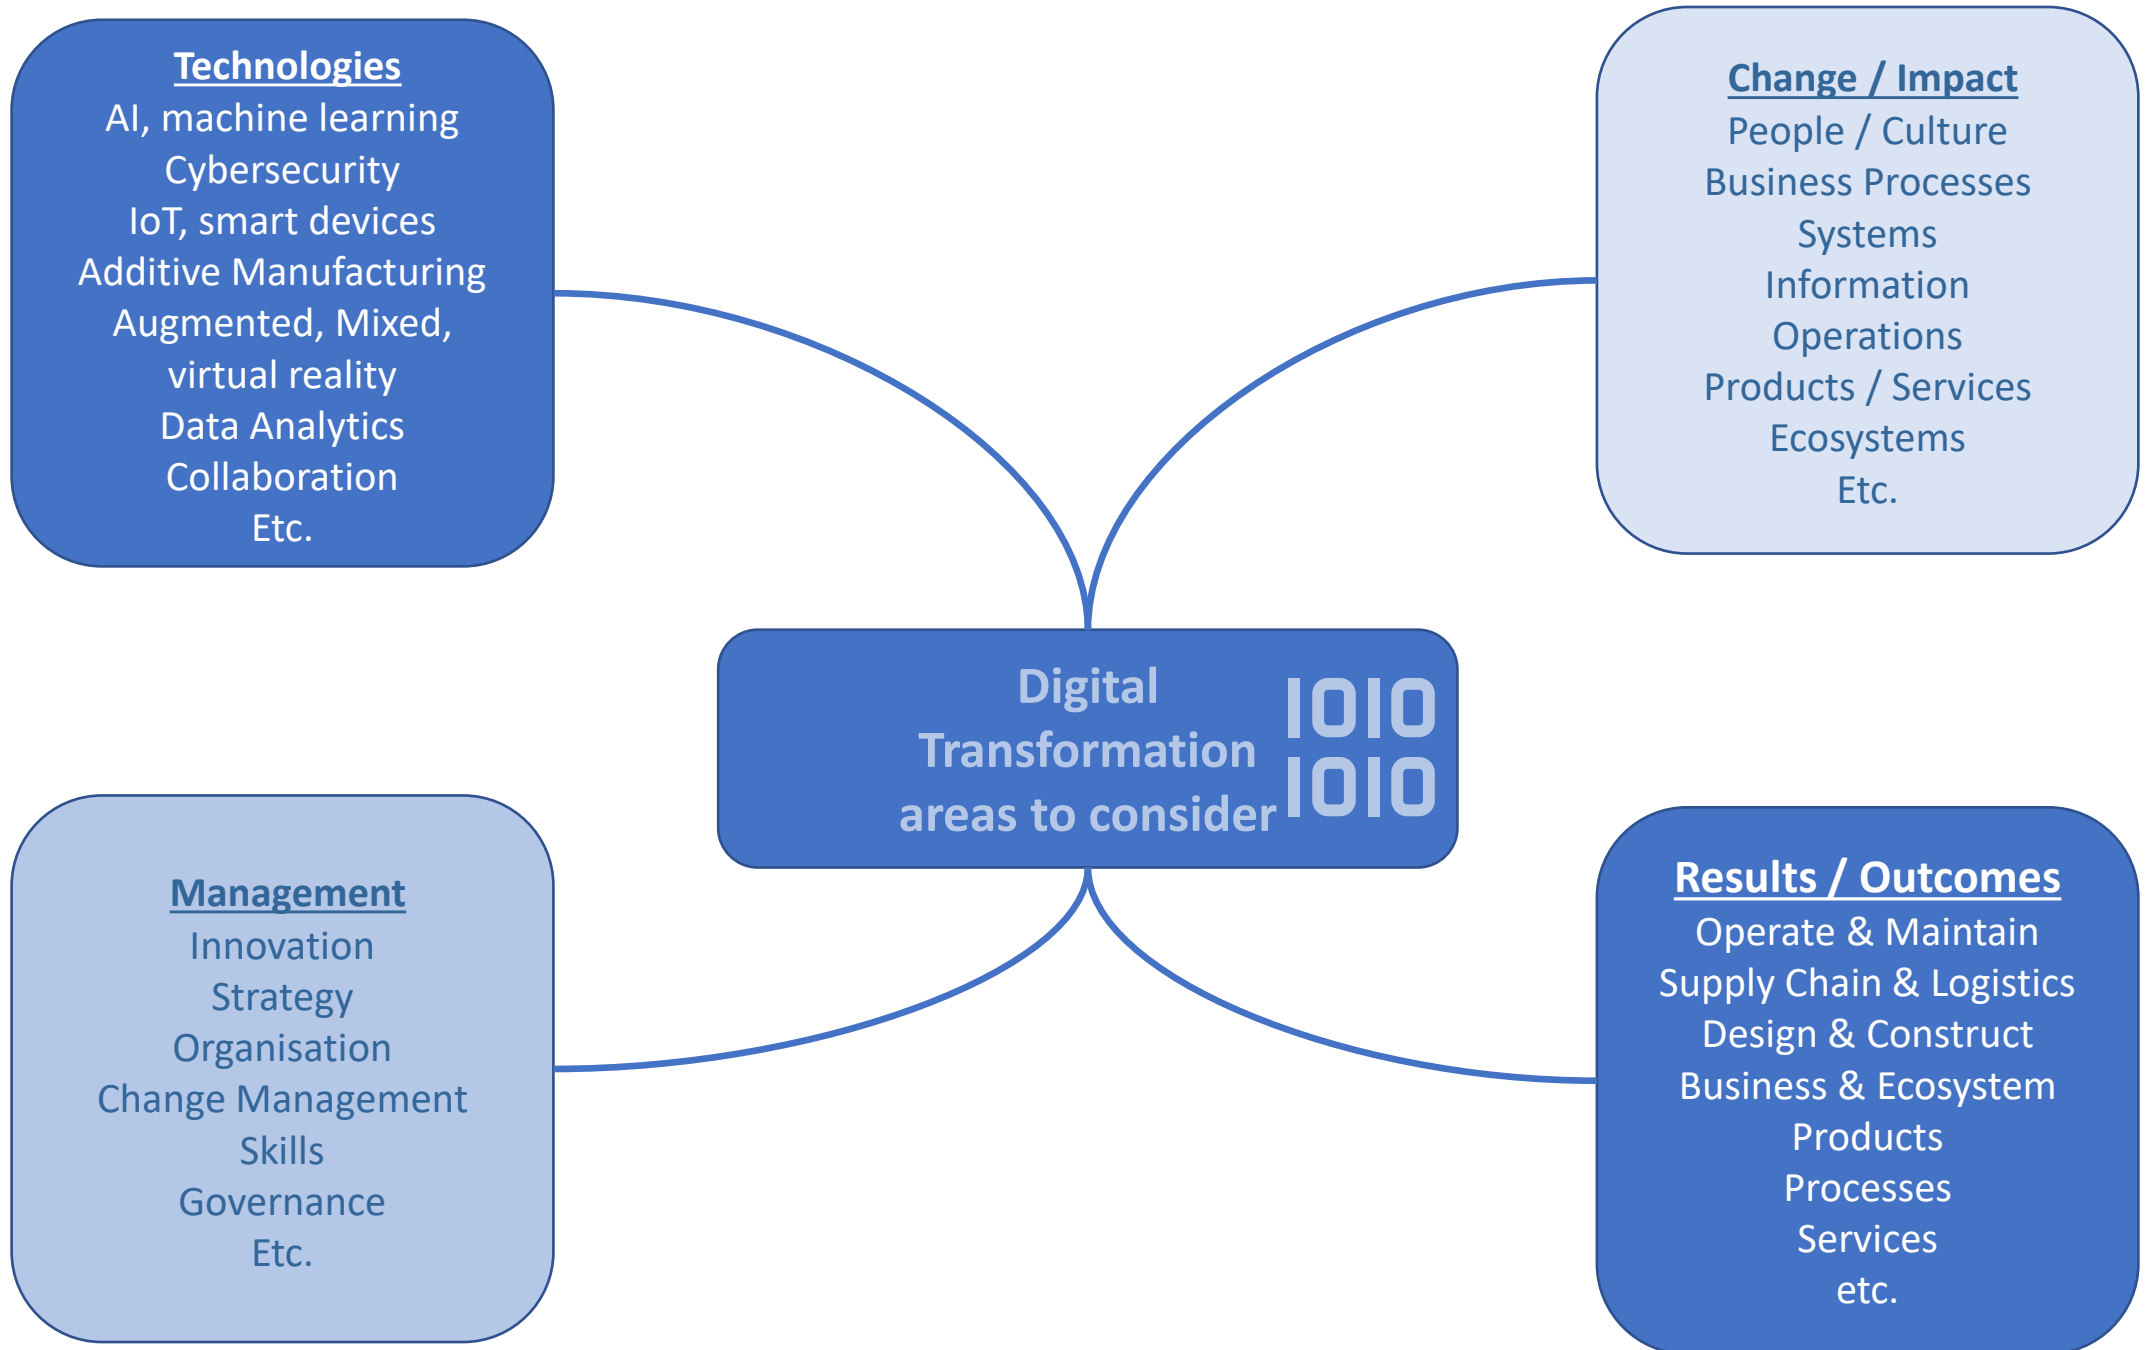 Technologies
AI, machine learning
Cybersecurity
IoT, smart devices
Additive Manufacturing
Augmented, Mixed,
virtual reality
Data Analytics
Collaboration
Etc.
Change / Impact
People / Culture
Business Processes
Systems
Information
Operations
Products / Services
Ecosystems
Etc.
Digital
Transformation
areas to consider
1010
1010
Management
Innovation
Strategy
Organisation
Change Management
Skills
Governance
Etc.
Results / Outcomes
Operate & Maintain
Supply Chain & Logistics
Design & Construct
Business & Ecosystem
Products
Processes
Services
etc.